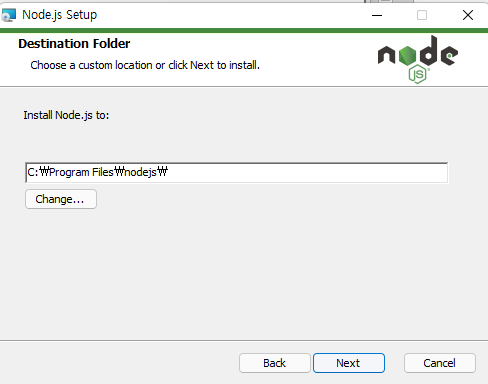 Node.js Setup
Destination Folder
Choose a custom location or click Next to install.
node
JS
Install Node.js to:
C:₩Program Files₩nodejs₩
Change...
Back
Next
Cancel